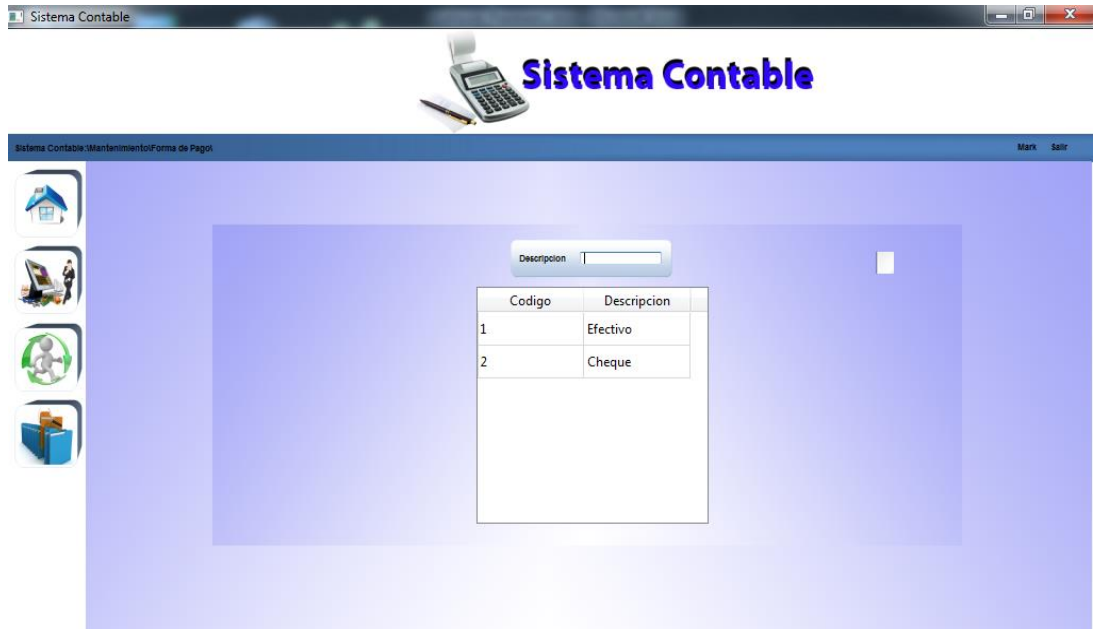 Sistema Contable
Sistema Contable
Sistema Contable:\Mantenimiento\Forma de Pago\ Mark Salir
Descripcion
Codigo Descripcion
1 Efectivo
2 Cheque